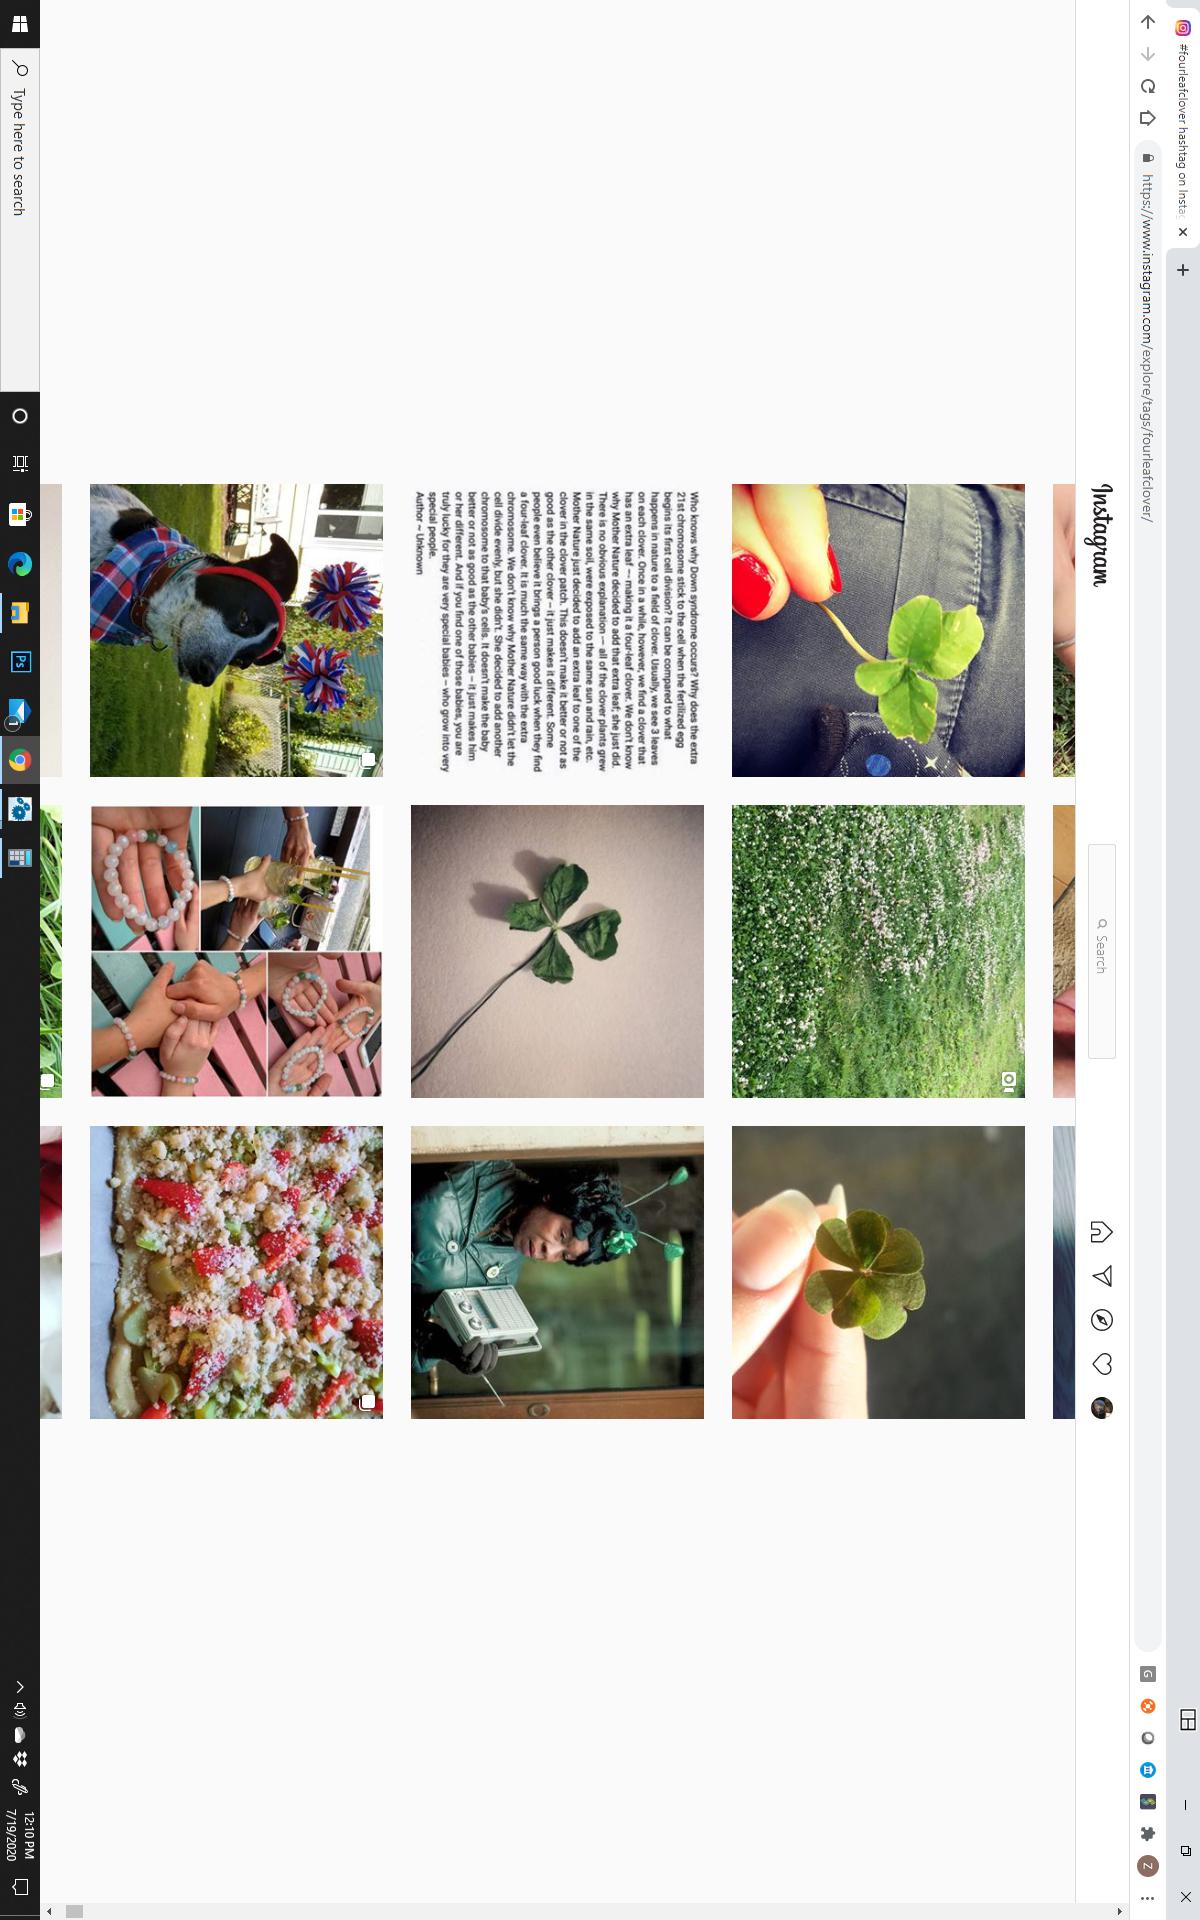 #fourleafclover hashtag on Insta
https://www.instagram.com/explore/tags/fourleafclover/
G
Z
Instagram
Search
Who knows why Down syndrome occurs? Why does the extra
21st chromosome stick to the cell when the fertilized egg
begins its first cell division? It can be compared to what
happens in nature to a field of clover. Usually, we see 3 leaves
on each clover. Once in a while, however, we find a clover that
has an extra leaf — making it a four-leaf clover. We don't know
why Mother Nature decided to add that extra leaf; she just did.
There is no obvious explanation — all of the clover plants grew
in the same soil, were exposed to the same sun and rain, etc.
Mother Nature just decided to add an extra leaf to one of the
clover in the clover patch. This doesn't make it better or not as
good as the other clover — it just makes it different. Some
people even believe it brings a person good luck when they find
a four-leaf clover. It is much the same way with the extra
chromosome. We don't know why Mother Nature didn't let the
cell divide evenly, but she didn't. She decided to add another
chromosome to that baby's cells. It doesn't make the baby
better or not as good as the other babies — it just makes him
or her different. And if you find one of those babies, you are
truly lucky for they are very special babies — who grow into very
special people.
Author ~ Unknown
Type here to search
Ps
1
12:10 PM
7/19/2020